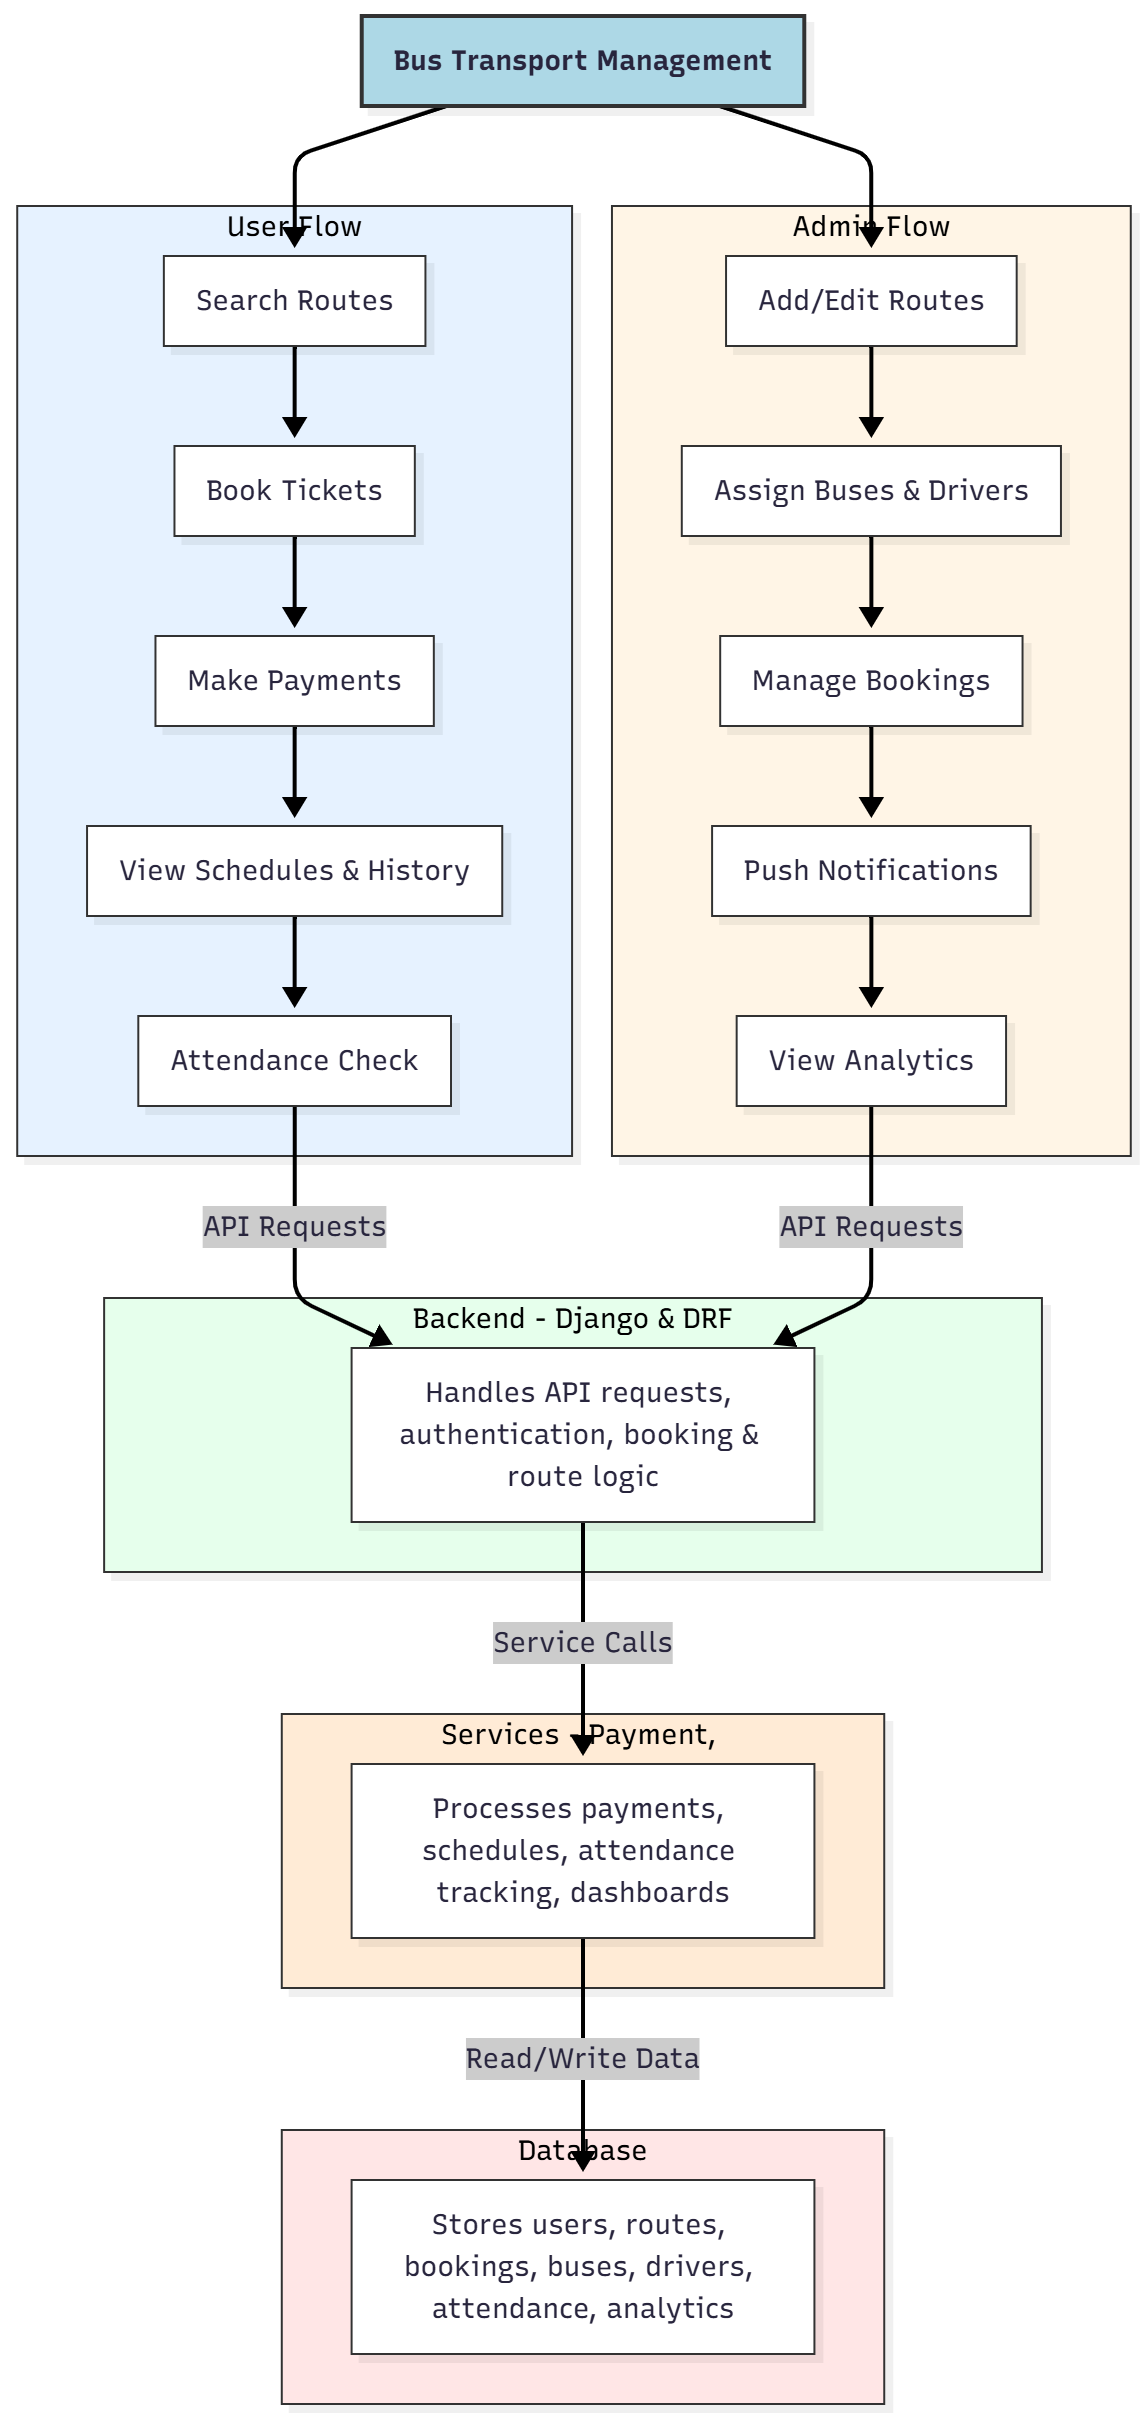 Bus Transport Management
User Flow
Search Routes
Book Tickets
Make Payments
View Schedules & History
Attendance Check
API Requests
Admin Flow
Add/Edit Routes
Assign Buses & Drivers
Manage Bookings
Push Notifications
View Analytics
API Requests
Backend - Django & DRF
Handles API requests,
authentication, booking &
route logic
Service Calls
Services - Payment,
Processes payments,
schedules, attendance
tracking, dashboards
Read/Write Data
Database
Stores users, routes,
bookings, buses, drivers,
attendance, analytics